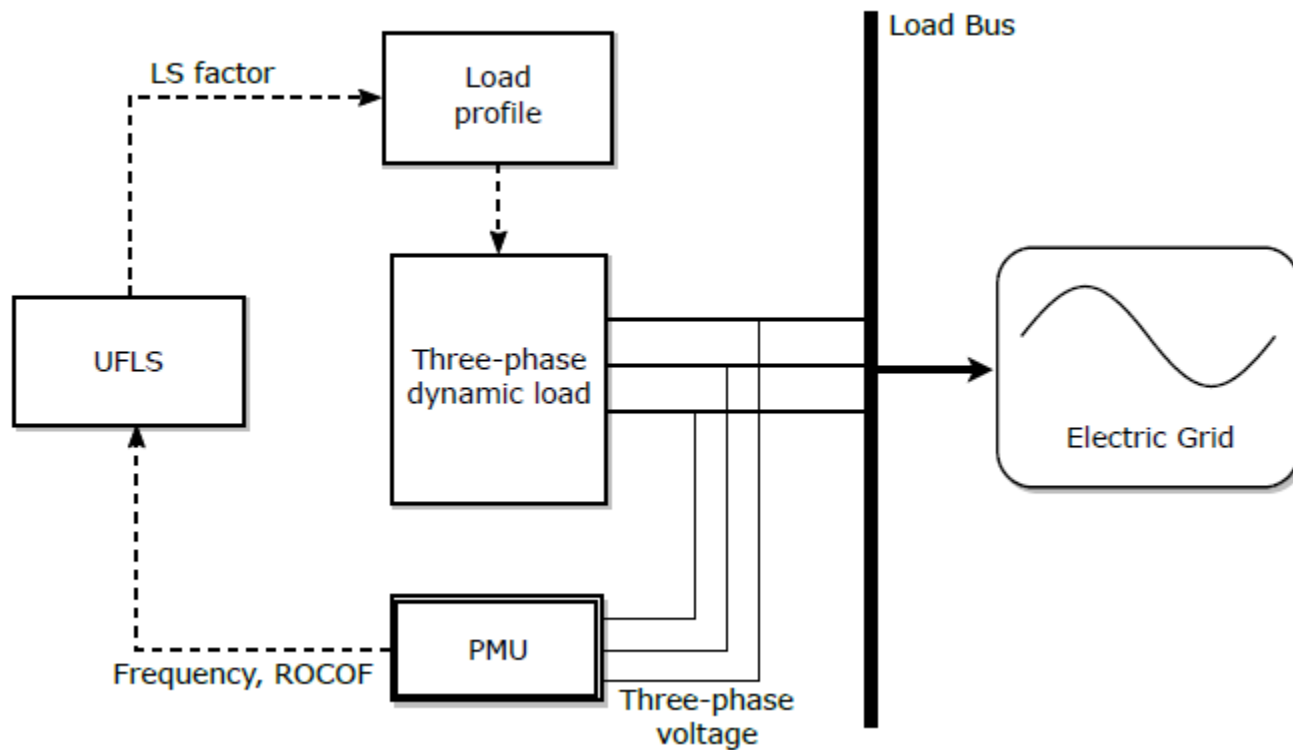 Load Bus
LS factor
Load
profile
UFLS
Three-phase
dynamic load
Electric Grid
PMU
Frequency, ROCOF
Three-phase
voltage